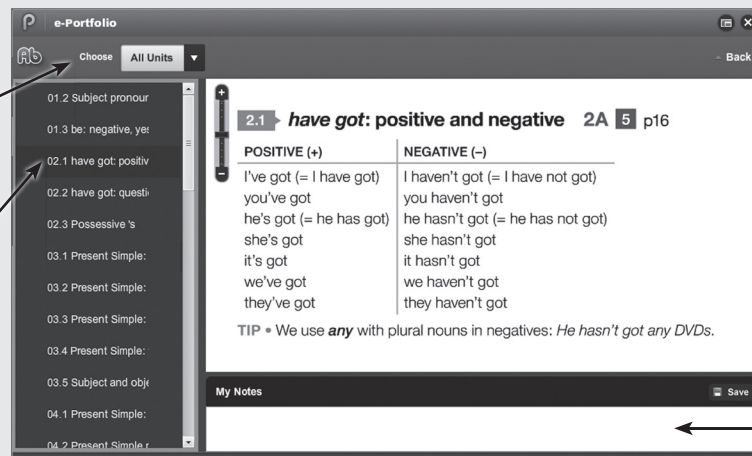 e-Portfolio
Choose
All Units
Back
01.2 Subject pronour
01.3 be: negative, yes
02.1 have got: positiv
02.2 have got: questi
02.3 Possessive 's
03.1 Present Simple:
03.2 Present Simple:
03.3 Present Simple:
03.4 Present Simple:
03.5 Subject and obje
04.1 Present Simple:
04.2 Present Simple r
2.1 have got: positive and negative 2A 5 p16
POSITIVE (+) NEGATIVE (–)
I've got (= I have got) I haven't got (= I have not got)
you've got you haven't got
he's got (= he has got) he hasn't got (= he has not got)
she's got she hasn't got
it's got it hasn't got
we've got we haven't got
they've got they haven't got
TIP • We use any with plural nouns in negatives: He hasn't got any DVDs.
My Notes
Save